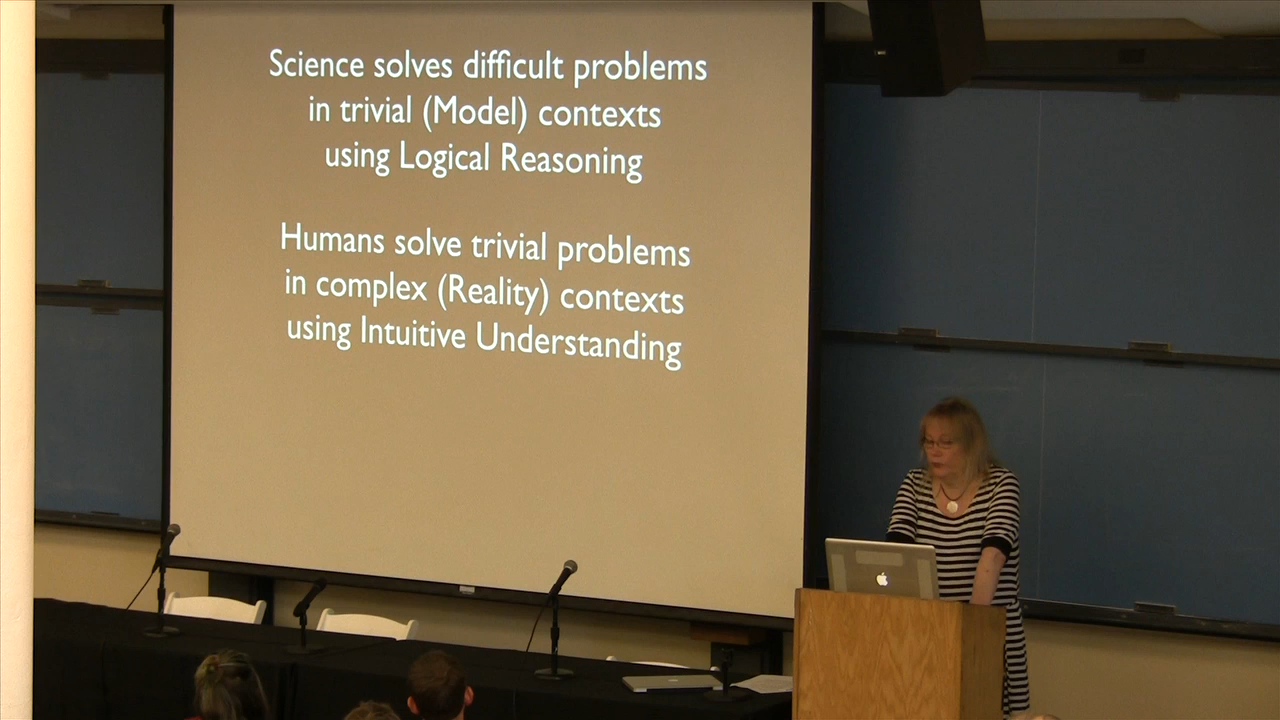 Science solves difficult problems
in trivial (Model) contexts
using Logical Reasoning
Humans solve trivial problems
in complex (Reality) contexts
using Intuitive Understanding